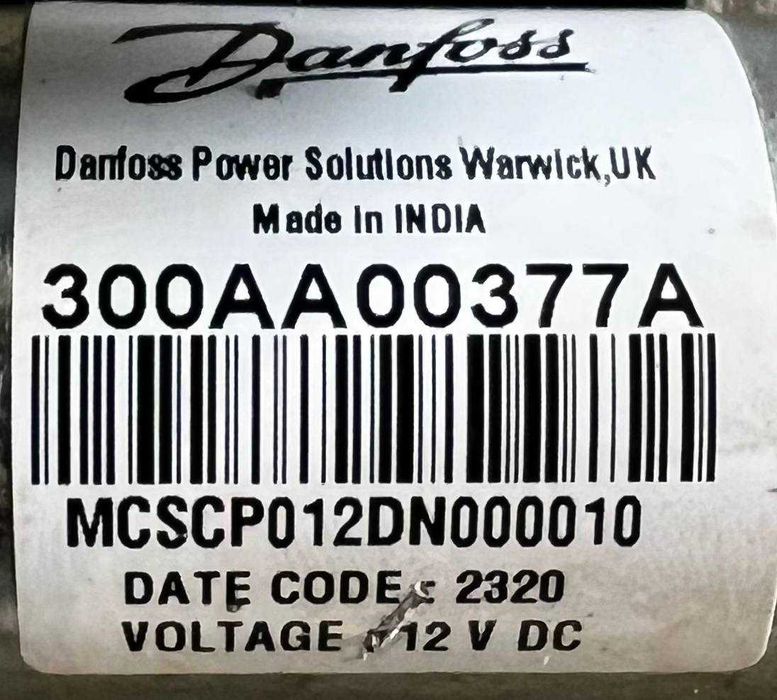 Danfoss
Danfoss Power Solutions Warwick,UK
Made in INDIA
300AA00377A
MCSCP012DN000010
DATE CODE : 2320
VOLTAGE : 12 V DC